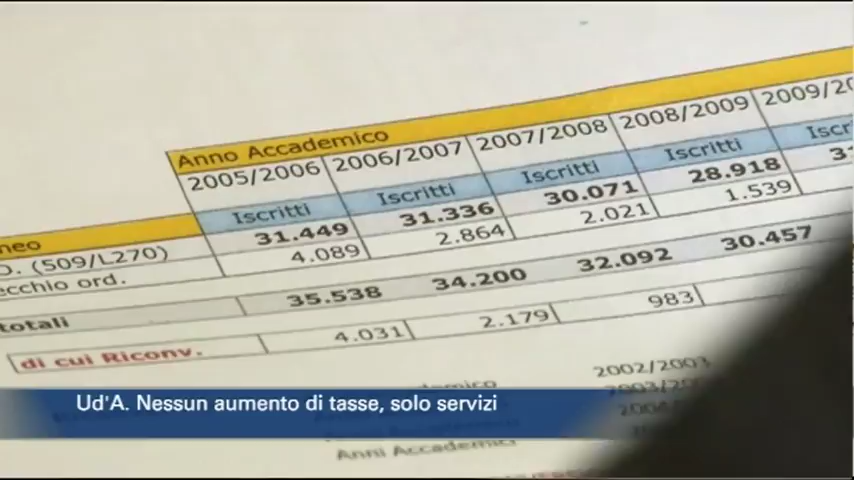 Anno Accademico
2005/2006 2006/2007 2007/2008 2008/2009
Iscritti Iscritti Iscritti Iscritti
31.449 31.336 30.071 28.918
(509/L270) 4.089 2.864 2.021 1.539
ord.
totali 35.538 34.200 32.092 30.457
di cui Riconv. 4.031 2.179 983
2002/2003
Ud'A. Nessun aumento di tasse, solo servizi
Anni Accademici